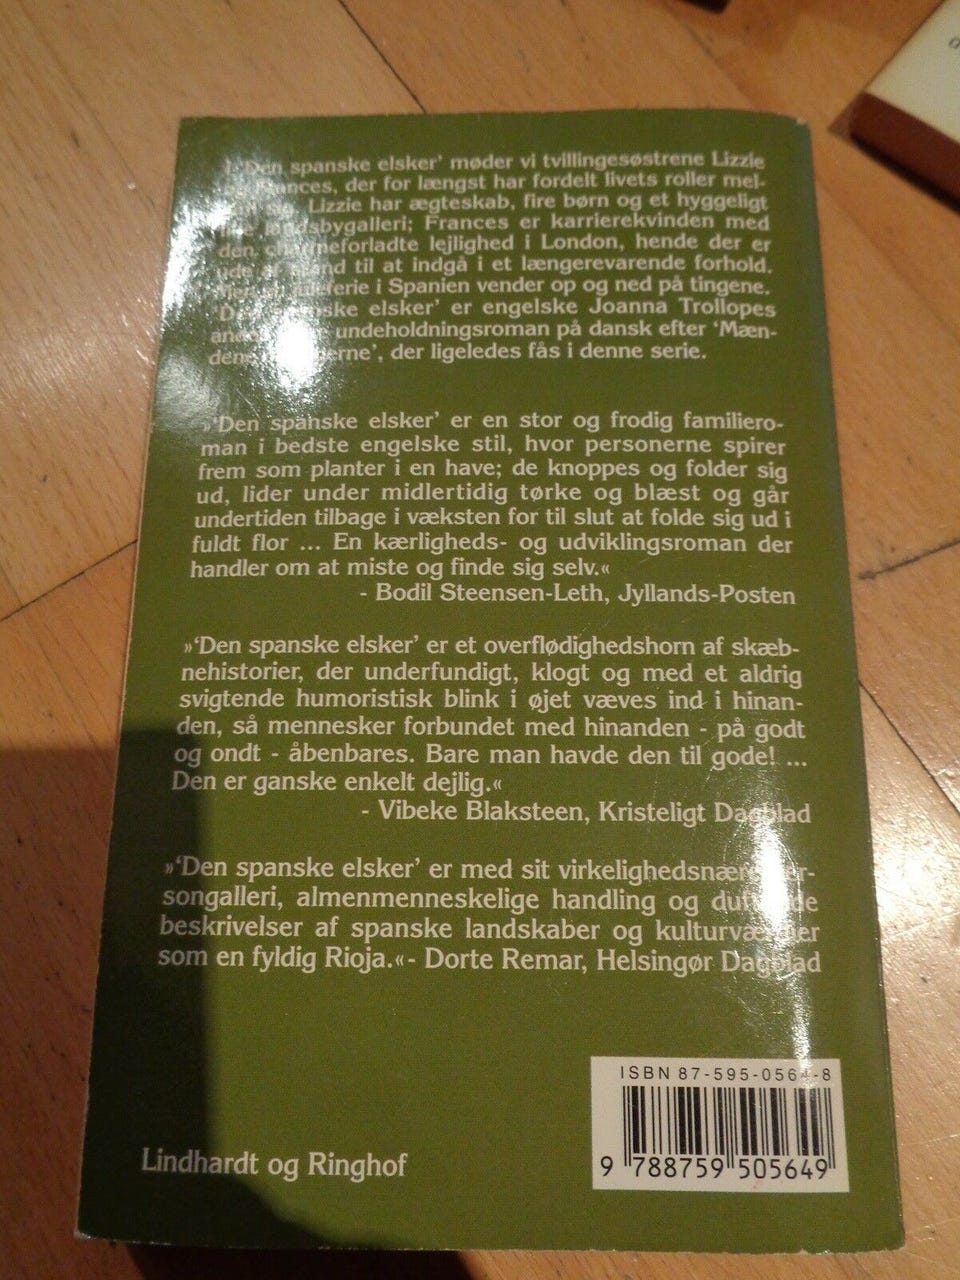 'Den spanske elsker' møder vi tvillingesøstrene Lizzie
Frances, der for længst har fordelt livets roller mel-
Lizzie har ægteskab, fire børn og et hyggeligt
landsbygalleri; Frances er karrierekvinden med
den charmeforladte lejlighed i London, hende der er
ude af stand til at indgå i et længerevarende forhold.
i Spanien vender op og ned på tingene.
'Den spanske elsker' er engelske Joanna Trollopes
undeholdningsroman på dansk efter 'Mæn-
dene', der ligeledes fås i denne serie.
»'Den spanske elsker' er en stor og frodig familiero-
man i bedste engelske stil, hvor personerne spirer
frem som planter i en have; de knoppes og folder sig
ud, lider under midlertidig tørke og blæst og går
undertiden tilbage i væksten for til slut at folde sig ud i
fuldt flor ... En kærligheds- og udviklingsroman der
handler om at miste og finde sig selv.«
- Bodil Steensen-Leth, Jyllands-Posten
»'Den spanske elsker' er et overflødighedshorn af skæb-
nehistorier, der underfundigt, klogt og med et aldrig
svigtende humoristisk blink i øjet væves ind i hinan-
den, så mennesker forbundet med hinanden - på godt
og ondt - åbenbares. Bare man havde den til gode! ...
Den er ganske enkelt dejlig.«
- Vibeke Blaksteen, Kristeligt Dagblad
»'Den spanske elsker' er med sit virkelighedsnære per-
songalleri, almenmenneskelige handling og duftende
beskrivelser af spanske landskaber og kulturværdier
som en fyldig Rioja.«- Dorte Remar, Helsingør Dagblad
ISBN 87-595-0564-8
9 788759 505649
Lindhardt og Ringhof